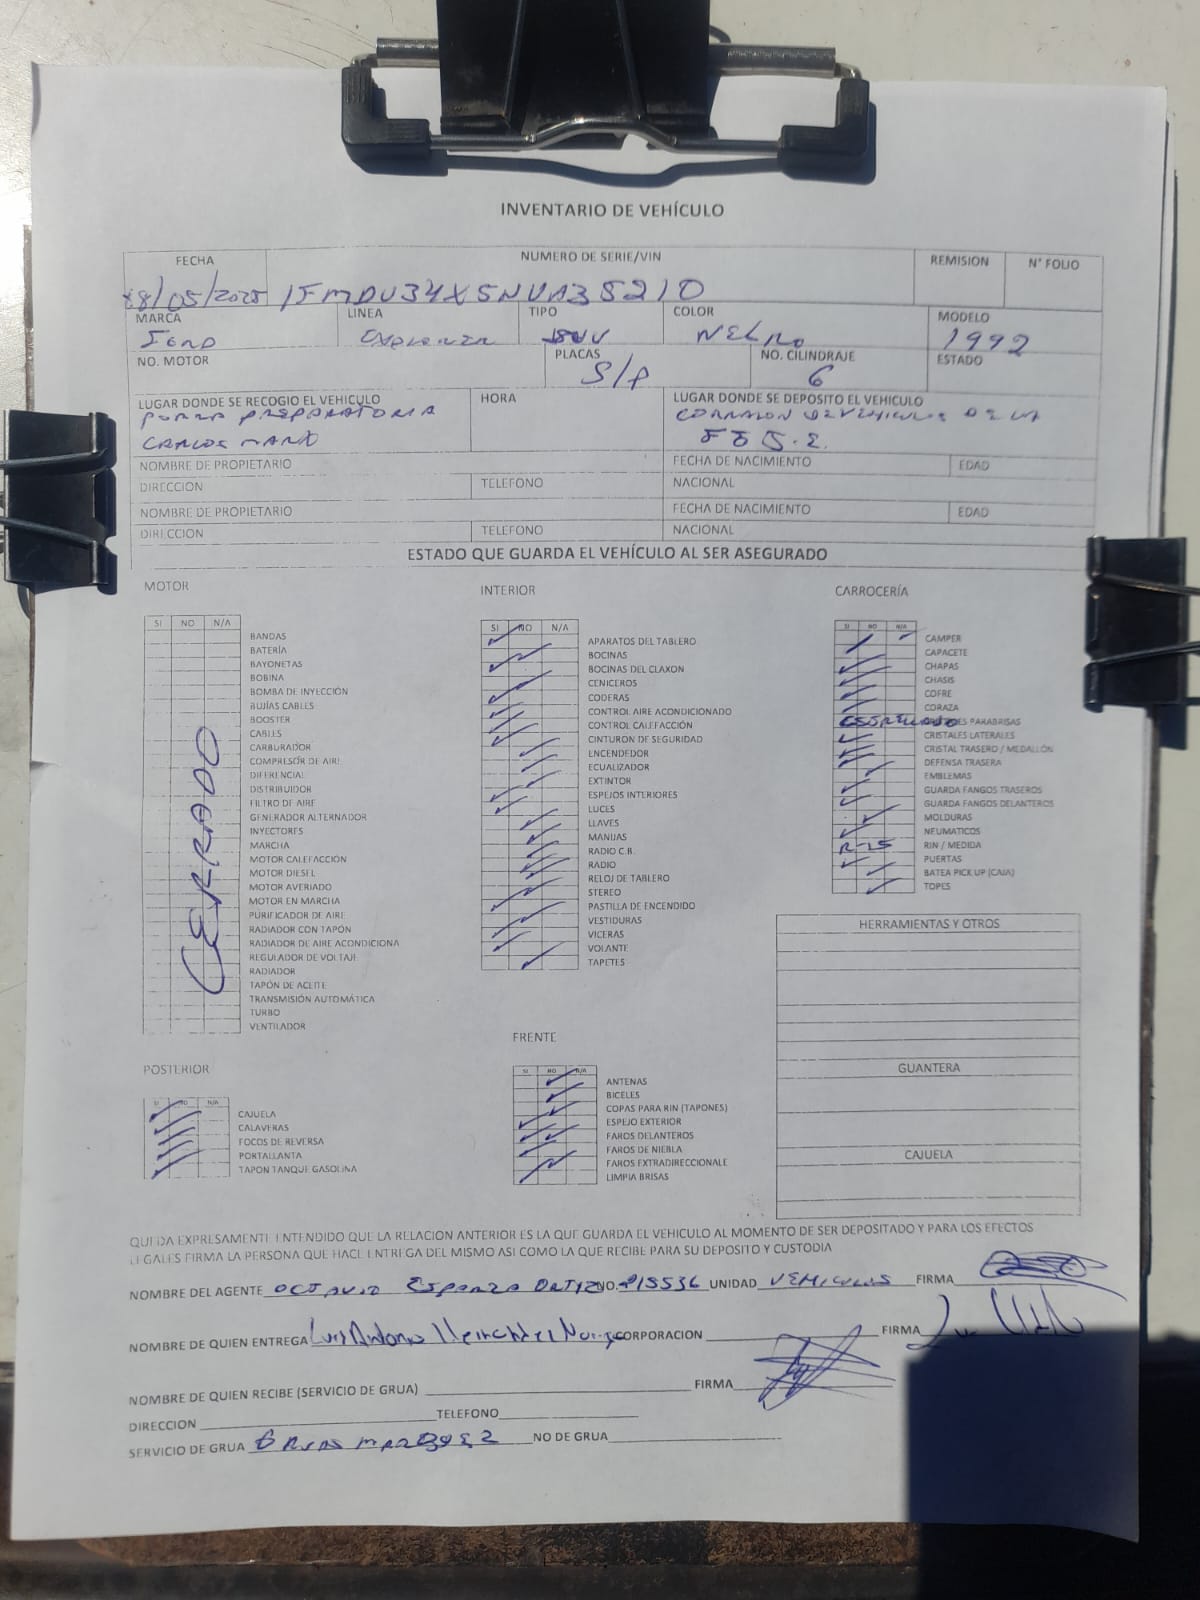 INVENTARIO DE VEHÍCULO
FECHA NUMERO DE SERIE/VIN REMISION N° FOLIO
/05/2025 1FMDU34X5NUA35210
MARCA LINEA TIPO COLOR MODELO
FORD EXPLORER SUV NEGRO 1992
NO. MOTOR PLACAS NO. CILINDRAJE ESTADO
S/P 6
LUGAR DONDE SE RECOGIO EL VEHICULO HORA LUGAR DONDE SE DEPOSITO EL VEHICULO
PREPARATORIA CORRALON DE VEHICULOS DE LA
CARLOS
NOMBRE DE PROPIETARIO FECHA DE NACIMIENTO EDAD
DIRECCION TELEFONO NACIONAL
NOMBRE DE PROPIETARIO FECHA DE NACIMIENTO EDAD
DIRECCION TELEFONO NACIONAL
ESTADO QUE GUARDA EL VEHÍCULO AL SER ASEGURADO
MOTOR
SI NO N/A
BANDAS
BATERÍA
BAYONETAS
BOBINA
BOMBA DE INYECCIÓN
BUJÍAS CABLES
BOOSTER
CABLES
CARBURADOR
COMPRESOR DE AIRE
DIFERENCIAL
DISTRIBUIDOR
FILTRO DE AIRE
GENERADOR ALTERNADOR
INYECTORES
MARCHA
MOTOR CALEFACCIÓN
MOTOR DIESEL
MOTOR AVERIADO
MOTOR EN MARCHA
PURIFICADOR DE AIRE
RADIADOR CON TAPÓN
RADIADOR DE AIRE ACONDICIONA
REGULADOR DE VOLTAJE
RADIADOR
TAPÓN DE ACEITE
TRANSMISIÓN AUTOMÁTICA
TURBO
VENTILADOR
CERRADO
INTERIOR
SI NO N/A
APARATOS DEL TABLERO
BOCINAS
BOCINAS DEL CLAXON
CENICEROS
CODERAS
CONTROL AIRE ACONDICIONADO
CONTROL CALEFACCIÓN
CINTURON DE SEGURIDAD
ENCENDEDOR
ECUALIZADOR
EXTINTOR
ESPEJOS INTERIORES
LUCES
LLAVES
MANIJAS
RADIO C.B.
RADIO
RELOJ DE TABLERO
STEREO
PASTILLA DE ENCENDIDO
VESTIDURAS
VICERAS
VOLANTE
TAPETES
CARROCERÍA
SI NO N/A
CAMPER
CAPACETE
CHAPAS
CHASIS
COFRE
CORAZA
ESTRELLADO PARABRISAS
CRISTALES LATERALES
CRISTAL TRASERO / MEDALLÓN
DEFENSA TRASERA
EMBLEMAS
GUARDA FANGOS TRASEROS
GUARDA FANGOS DELANTEROS
MOLDURAS
NEUMATICOS
R-15 RIN / MEDIDA
PUERTAS
BATEA PICK UP (CAJA)
TOPES
HERRAMIENTAS Y OTROS
GUANTERA
CAJUELA
POSTERIOR
SI NO N/A
CAJUELA
CALAVERAS
FOCOS DE REVERSA
PORTALLANTA
TAPON TANQUE GASOLINA
FRENTE
SI NO N/A
ANTENAS
BICELES
COPAS PARA RIN (TAPONES)
ESPEJO EXTERIOR
FAROS DELANTEROS
FAROS DE NIEBLA
FAROS EXTRADIRECCIONALE
LIMPIA BRISAS
QUEDA EXPRESAMENTE ENTENDIDO QUE LA RELACION ANTERIOR ES LA QUE GUARDA EL VEHICULO AL MOMENTO DE SER DEPOSITADO Y PARA LOS EFECTOS
LEGALES FIRMA LA PERSONA QUE HACE ENTREGA DEL MISMO ASI COMO LA QUE RECIBE PARA SU DEPOSITO Y CUSTODIA
NOMBRE DEL AGENTE OCTAVIO ESPARZA ORTIZ NO. UNIDAD VEHICULOS FIRMA
NOMBRE DE QUIEN ENTREGA Luis Antonio CORPORACION FIRMA
NOMBRE DE QUIEN RECIBE (SERVICIO DE GRUA) FIRMA
DIRECCION TELEFONO
SERVICIO DE GRUA GRUAS NO DE GRUA